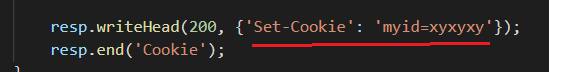 resp.writeHead(200, {'Set-Cookie': 'myid=xyxyxy'});
resp.end('Cookie');